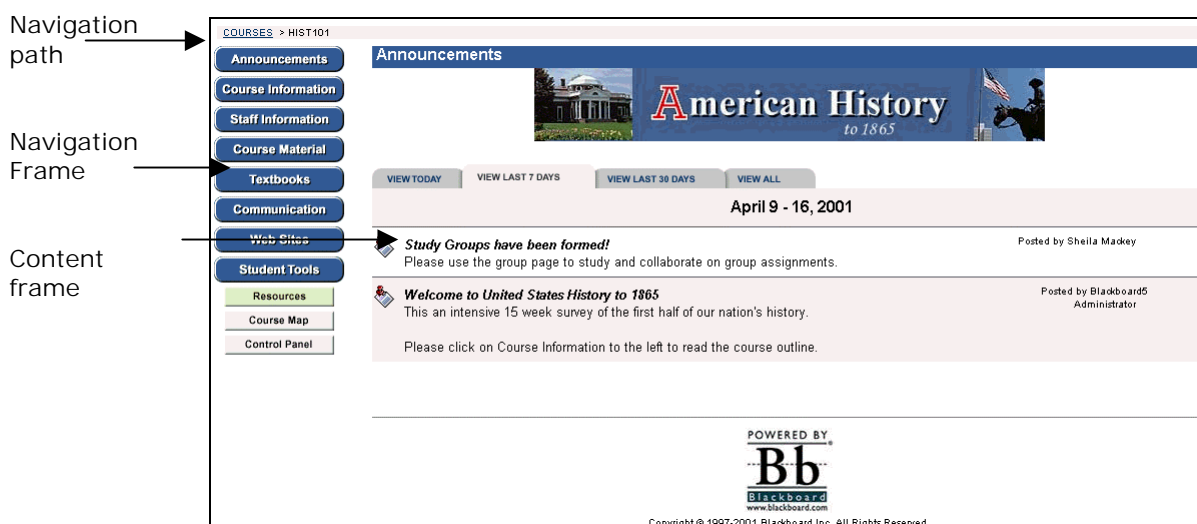 Navigation
path
Navigation
Frame
Content
frame
COURSES > HIST101
Announcements
Course Information
Staff Information
Course Material
Textbooks
Communication
Web Sites
Student Tools
Resources
Course Map
Control Panel
Announcements
American History
to 1865
VIEW TODAY
VIEW LAST 7 DAYS
VIEW LAST 30 DAYS
VIEW ALL
April 9 - 16, 2001
Study Groups have been formed!
Posted by Sheila Mackey
Please use the group page to study and collaborate on group assignments.
Welcome to United States History to 1865
Posted by Blackboard5
Administrator
This an intensive 15 week survey of the first half of our nation's history.
Please click on Course Information to the left to read the course outline.
POWERED BY
Bb
Blackboard
www.blackboard.com
Copyright © 1997-2001 Blackboard Inc. All Rights Reserved.